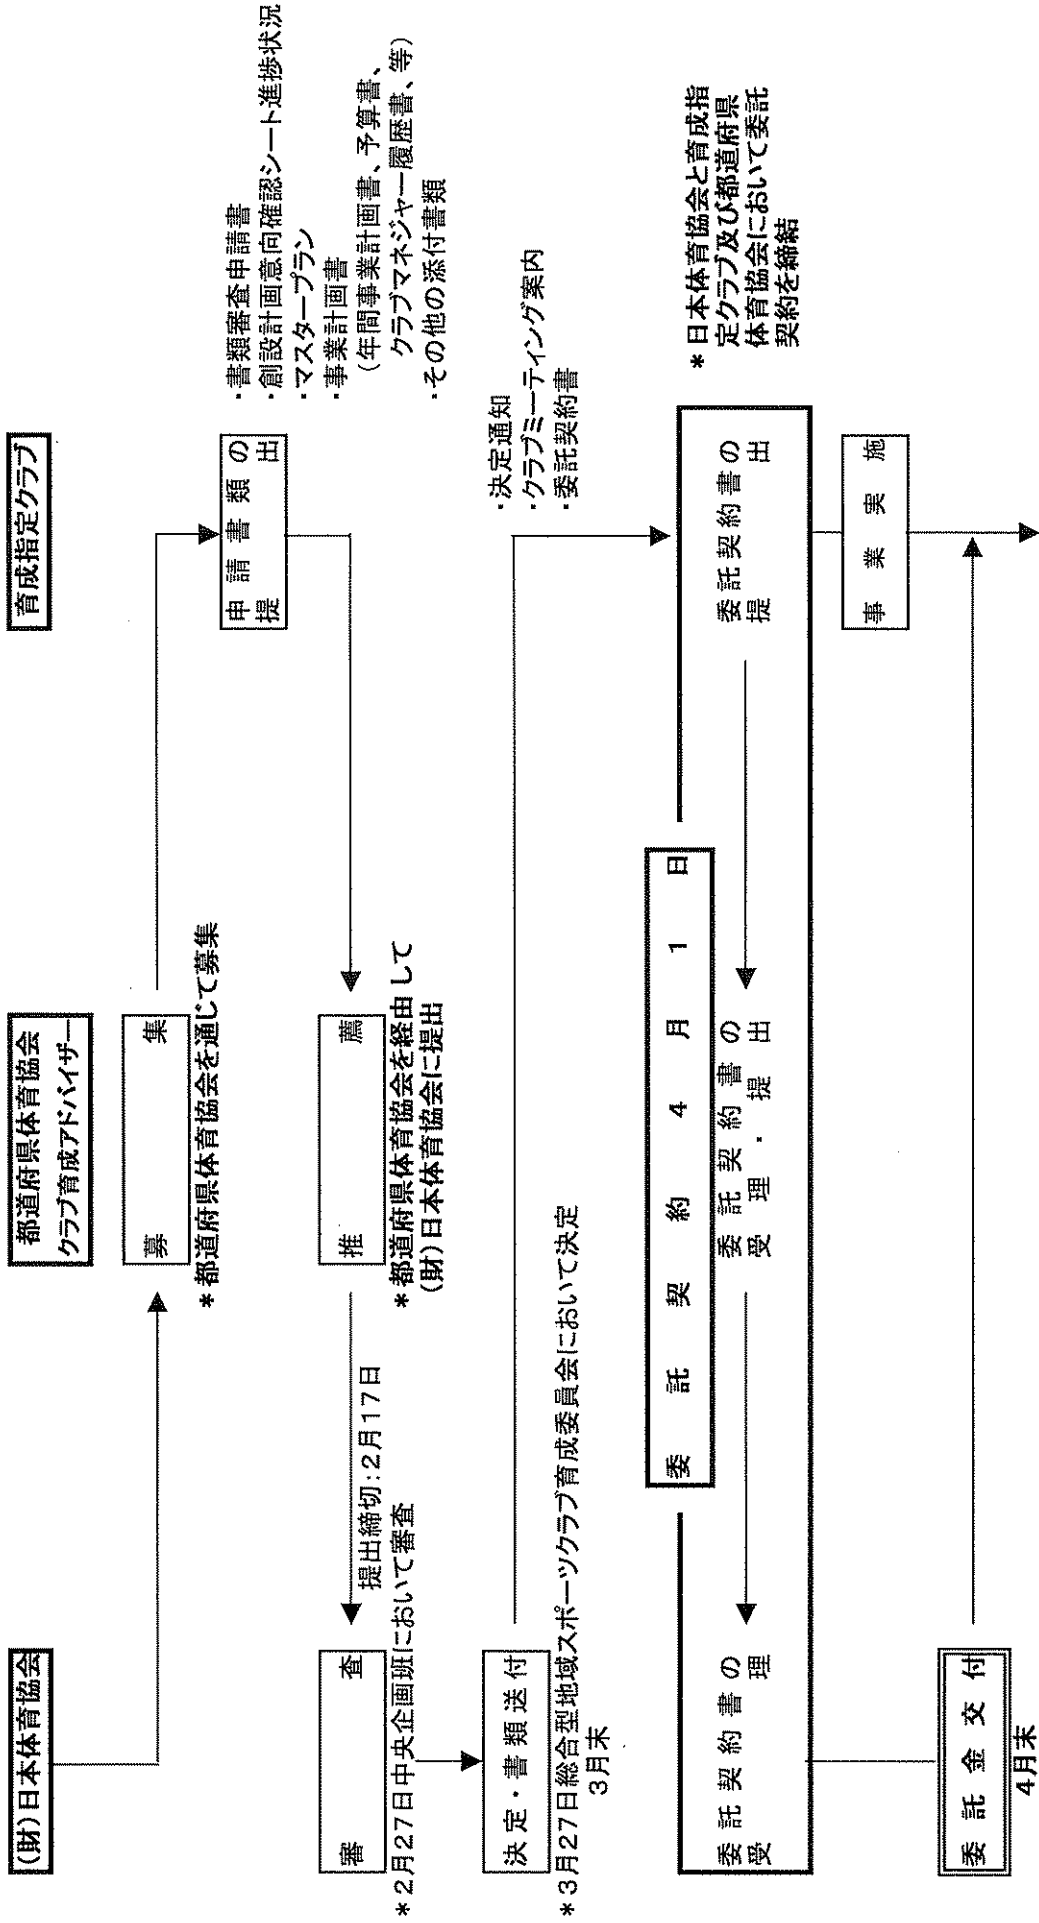 (財)日本体育協会
都道府県体育協会
クラブ育成アドバイザー
育成指定クラブ
募集
*都道府県体育協会を通じて募集
申請書類の
提出
・書類審査申請書
・創設計画意向確認シート進捗状況
・マスタープラン
・事業計画書
(年間事業計画書、予算書、
クラブマネジャー履歴書、等)
・その他の添付書類
推薦
*都道府県体育協会を経由して
(財)日本体育協会に提出
提出締切:2月17日
審査
*2月27日中央企画班において審査
決定・書類送付
*3月27日総合型地域スポーツクラブ育成委員会において決定
3月末
・決定通知
・クラブミーティング案内
・委託契約書
委託契約4月1日
委託契約書の
提出
*日本体育協会と育成指
定クラブ及び都道府県
体育協会において委託
契約を締結
委託契約書の
受理・提出
委託契約書の
受理
事業実施
委託金交付
4月末